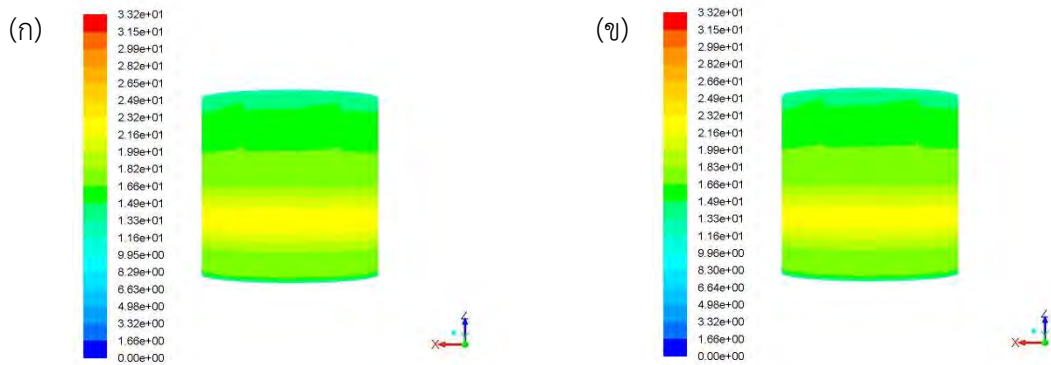 (ก)
3.32e+01
3.15e+01
2.99e+01
2.82e+01
2.65e+01
2.49e+01
2.32e+01
2.16e+01
1.99e+01
1.82e+01
1.66e+01
1.49e+01
1.33e+01
1.16e+01
9.95e+00
8.29e+00
6.63e+00
4.98e+00
3.32e+00
1.66e+00
0.00e+00
Z
X
(ข)
3.32e+01
3.15e+01
2.99e+01
2.82e+01
2.66e+01
2.49e+01
2.32e+01
2.16e+01
1.99e+01
1.83e+01
1.66e+01
1.49e+01
1.33e+01
1.16e+01
9.96e+00
8.30e+00
6.64e+00
4.98e+00
3.32e+00
1.66e+00
0.00e+00
Z
X